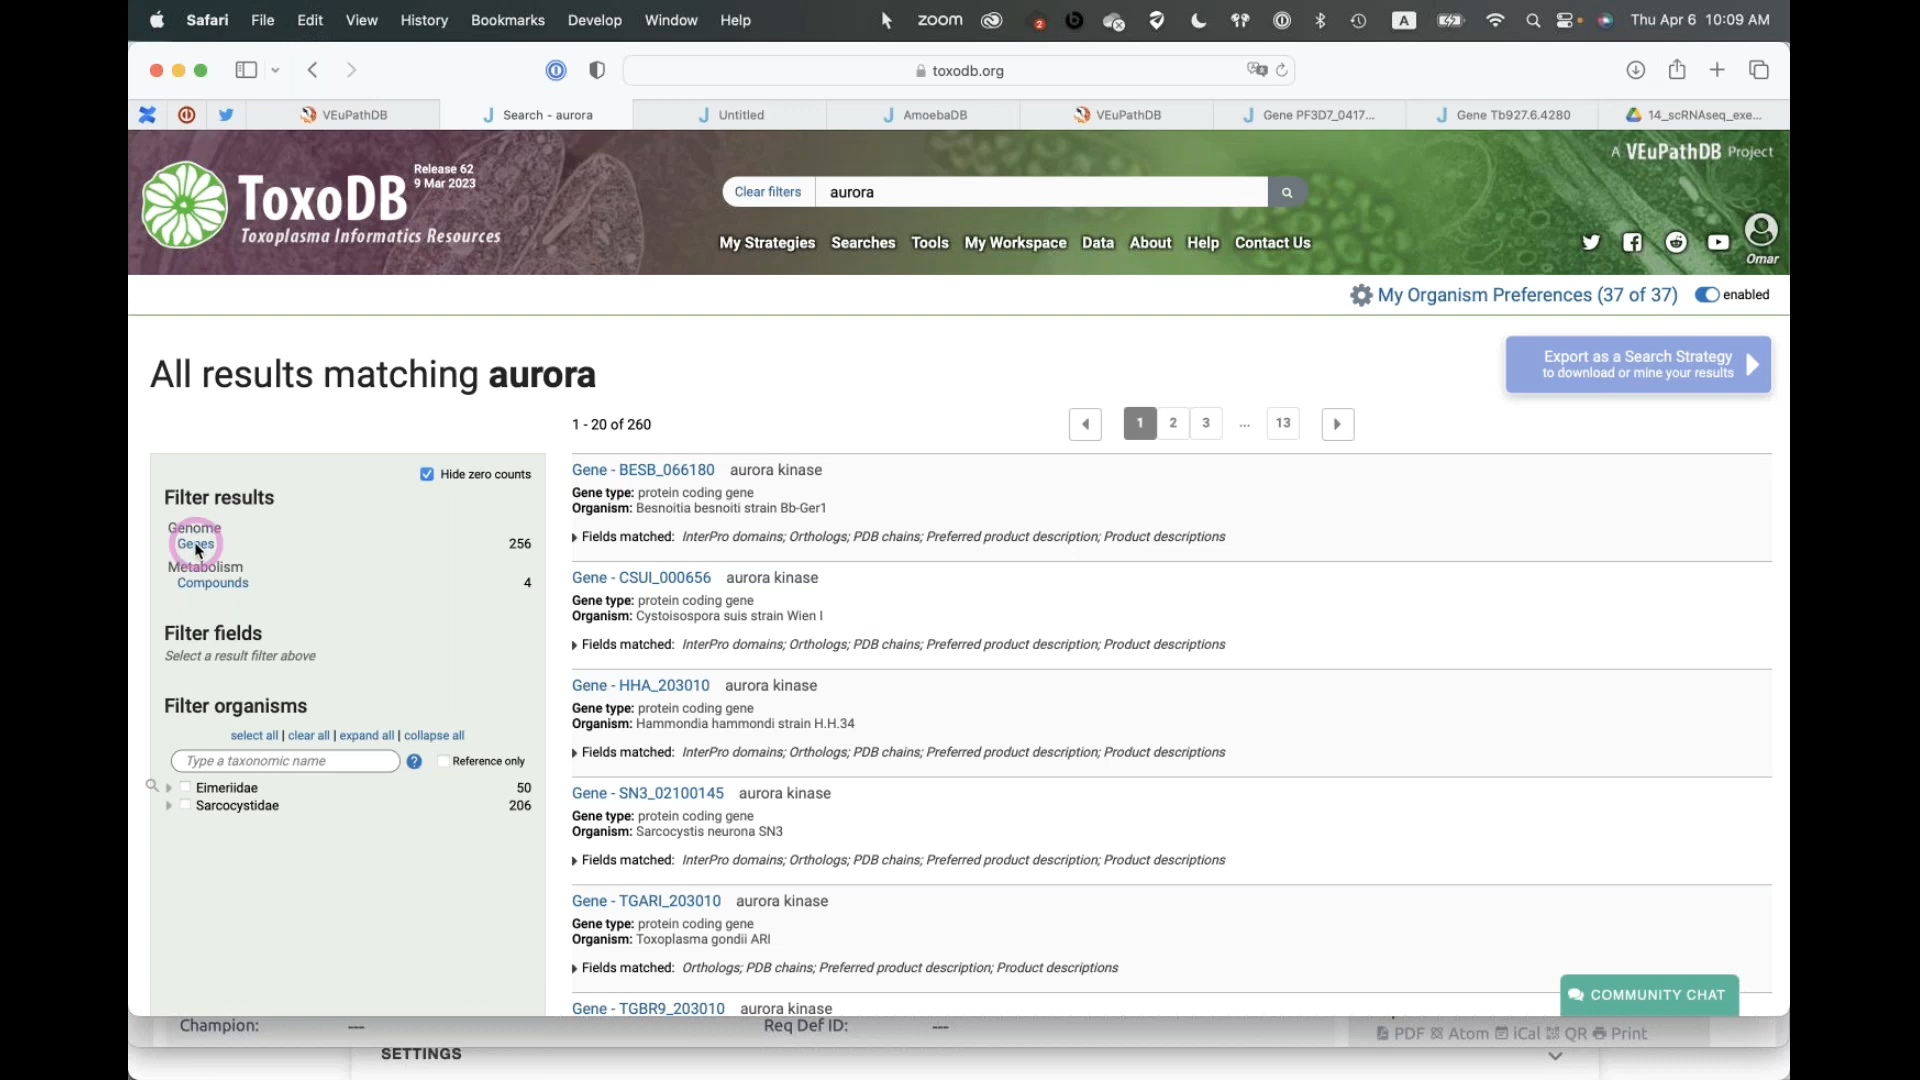 Safari File Edit View History Bookmarks Develop Window Help zoom 2 A Thu Apr 6 10:09 AM
toxodb.org
VEuPathDB Search - aurora Untitled AmoebaDB VEuPathDB Gene PF3D7_0417... Gene Tb927.6.4280 14_scRNAseq_exe...
A VEuPathDB Project
Release 62
9 Mar 2023
ToxoDB
Toxoplasma Informatics Resources
Clear filters aurora
My Strategies Searches Tools My Workspace Data About Help Contact Us
Omar
My Organism Preferences (37 of 37) enabled
All results matching aurora
Export as a Search Strategy
to download or mine your results
1 - 20 of 260
1 2 3 ... 13
Hide zero counts
Filter results
Genome
Genes 256
Metabolism
Compounds 4
Filter fields
Select a result filter above
Filter organisms
select all | clear all | expand all | collapse all
Type a taxonomic name ? Reference only
Eimeriidae 50
Sarcocystidae 206
Gene - BESB_066180 aurora kinase
Gene type: protein coding gene
Organism: Besnoitia besnoiti strain Bb-Ger1
Fields matched: InterPro domains; Orthologs; PDB chains; Preferred product description; Product descriptions
Gene - CSUI_000656 aurora kinase
Gene type: protein coding gene
Organism: Cystoisospora suis strain Wien I
Fields matched: InterPro domains; Orthologs; PDB chains; Preferred product description; Product descriptions
Gene - HHA_203010 aurora kinase
Gene type: protein coding gene
Organism: Hammondia hammondi strain H.H.34
Fields matched: InterPro domains; Orthologs; PDB chains; Preferred product description; Product descriptions
Gene - SN3_02100145 aurora kinase
Gene type: protein coding gene
Organism: Sarcocystis neurona SN3
Fields matched: InterPro domains; Orthologs; PDB chains; Preferred product description; Product descriptions
Gene - TGARI_203010 aurora kinase
Gene type: protein coding gene
Organism: Toxoplasma gondii ARI
Fields matched: Orthologs; PDB chains; Preferred product description; Product descriptions
Gene - TGBR9_203010 aurora kinase
COMMUNITY CHAT
Champion: --- Req Def ID: ---
PDF Atom iCal QR Print
SETTINGS